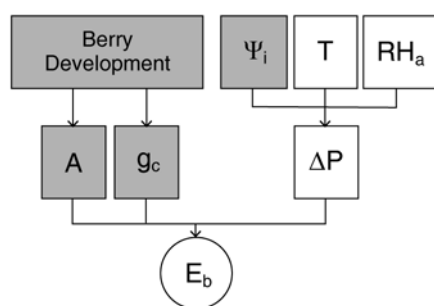 Berry
Development
Ψi
T
RHa
A
gc
ΔP
Eb